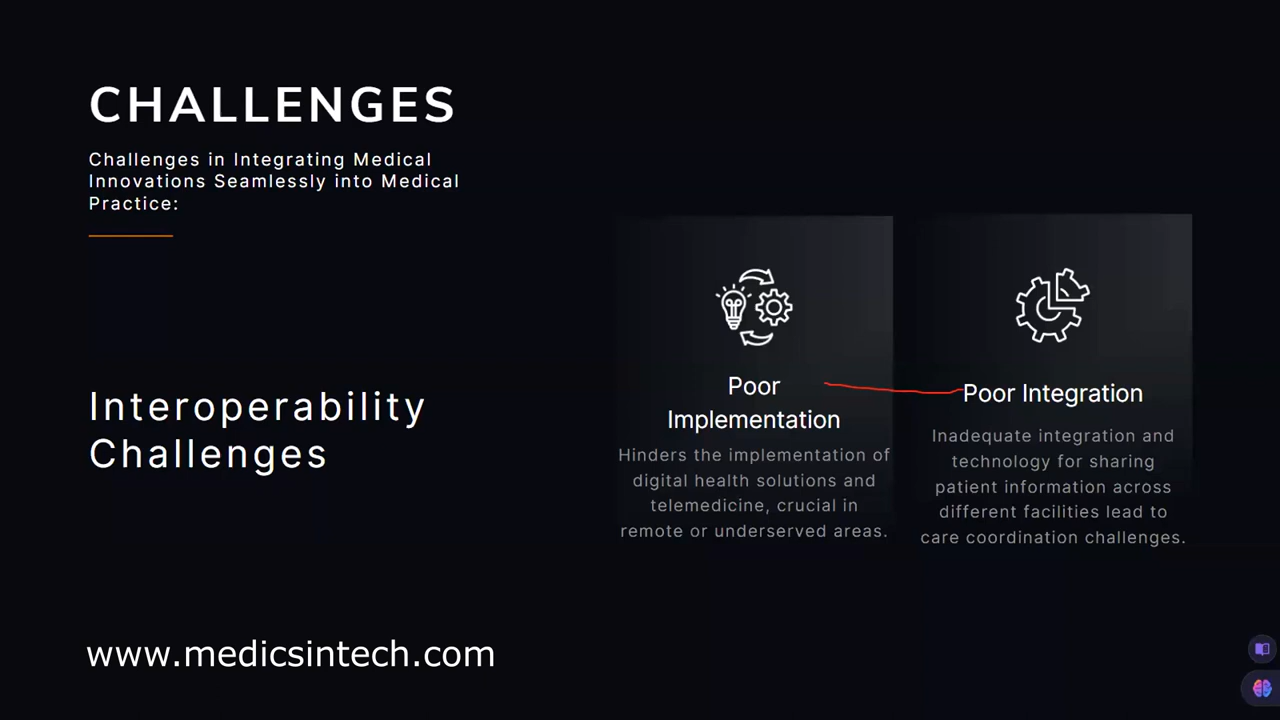 CHALLENGES
Challenges in Integrating Medical
Innovations Seamlessly into Medical
Practice:
Interoperability
Challenges
Poor
Implementation
Hinders the implementation of
digital health solutions and
telemedicine, crucial in
remote or underserved areas.
Poor Integration
Inadequate integration and
technology for sharing
patient information across
different facilities lead to
care coordination challenges.
www.medicsintech.com